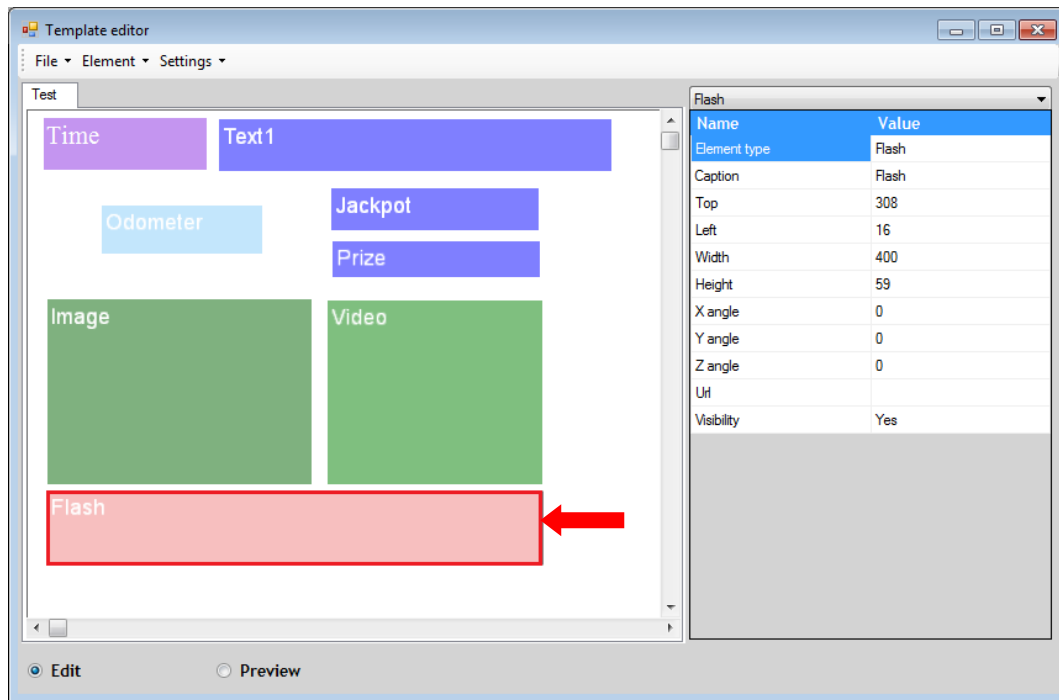 Template editor
File Element Settings
Test
Time
Text1
Odometer
Jackpot
Prize
Image
Video
Flash
Flash
Name Value
Element type Flash
Caption Flash
Top 308
Left 16
Width 400
Height 59
X angle 0
Y angle 0
Z angle 0
Url
Visibility Yes
Edit Preview